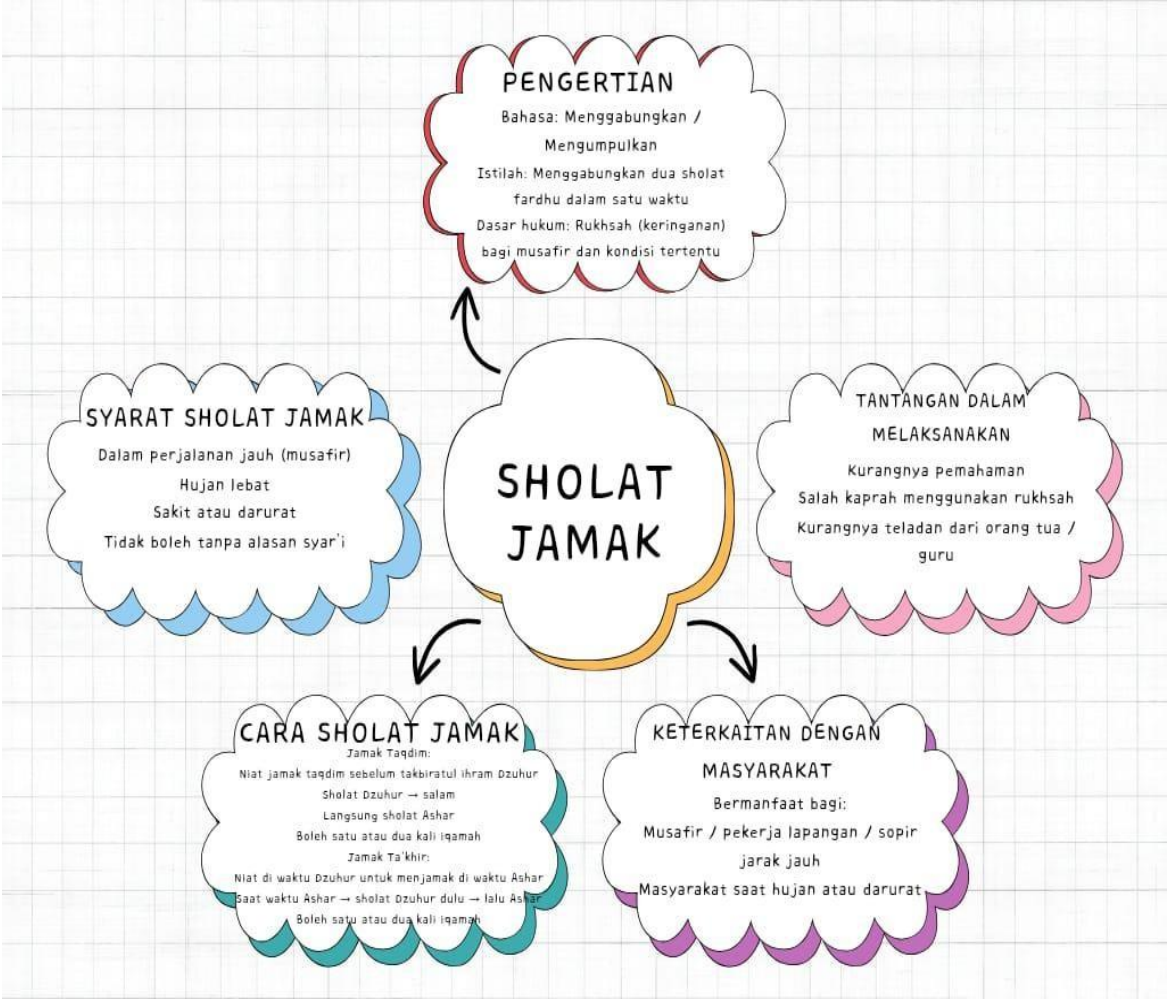 PENGERTIAN
Bahasa: Menggabungkan /
Mengumpulkan
Istilah: Menggabungkan dua sholat
fardhu dalam satu waktu
Dasar hukum: Rukhsah (keringanan)
bagi musafir dan kondisi tertentu
SYARAT SHOLAT JAMAK
Dalam perjalanan jauh (musafir)
Hujan lebat
Sakit atau darurat
Tidak boleh tanpa alasan syar'i
SHOLAT
JAMAK
TANTANGAN DALAM
MELAKSANAKAN
Kurangnya pemahaman
Salah kaprah menggunakan rukhsah
Kurangnya teladan dari orang tua /
guru
CARA SHOLAT JAMAK
Jamak Taqdim:
Niat jamak taqdim sebelum takbiratul ihram Dzuhur
Sholat Dzuhur → salam
Langsung sholat Ashar
Boleh satu atau dua kali iqamah
Jamak Ta'khir:
Niat di waktu Dzuhur untuk menjamak di waktu Ashar
Saat waktu Ashar → sholat Dzuhur dulu → lalu Ashar
Boleh satu atau dua kali iqamah
KETERKAITAN DENGAN
MASYARAKAT
Bermanfaat bagi:
Musafir / pekerja lapangan / sopir
jarak jauh
Masyarakat saat hujan atau darurat